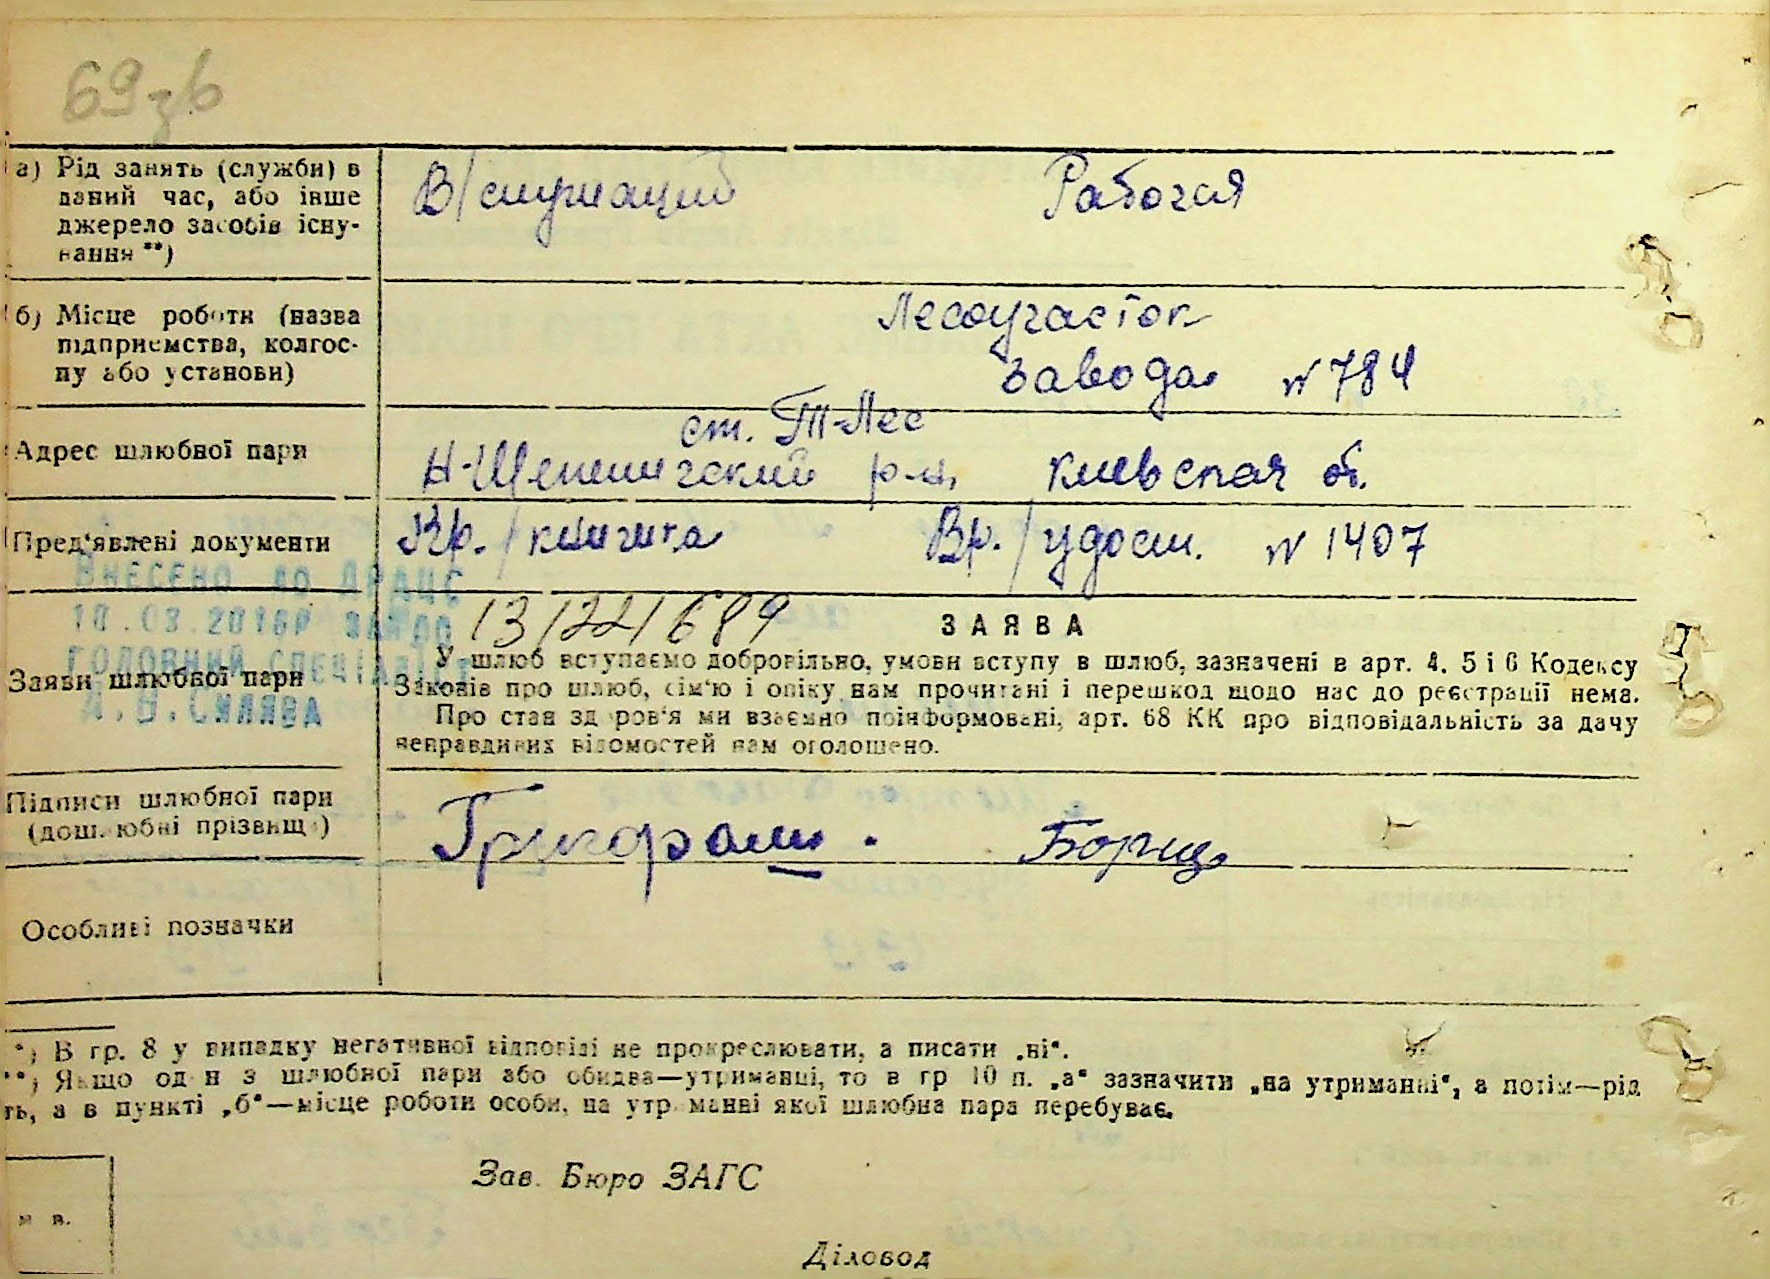 69зв
а) Рід занять (служби) в
даний час, або інше
джерело засобів існу-
вання **)
В/служащий Рабочая
б) Місце роботи (назва
підприємства, колгос-
пу або установи)
Лесоучасток
завода № 784
Адрес шлюбної пари
ст. Т-Лес
Н-Шепеличский р-н, Киевская об.
Пред'явлені документи
Кр./книжка Вр./удост. № 1407
ВНЕСЕНО ДО ДРАЦС
ГОЛОВНИЙ СПЕЦІАЛІСТ
13/22/689
ЗАЯВА
Заяви шлюбної пари
У шлюб вступаємо добровільно, умови вступу в шлюб, зазначені в арт. 4. 5 і 6 Кодексу
Законів про шлюб, сім'ю і опіку нам прочитані і перешкод щодо нас до реєстрації нема.
Про стан здоров'я ми взаємно поінформовані, арт. 68 КК про відповідальність за дачу
неправдивих відомостей нам оголошено.
Підписи шлюбної пари
(дошлюбні прізвища)
Борщ
Особливі позначки
*) В гр. 8 у випадку негативної відповіді не прокреслювати, а писати „ні“.
**) Якщо один з шлюбної пари або обидва—утриманці, то в гр 10 п. „а“ зазначити „на утриманні“, а потім—рід
ть, а в пункті „б“—місце роботи особи, на утриманні якої шлюбна пара перебуває.
Зав. Бюро ЗАГС
м в.
Діловод